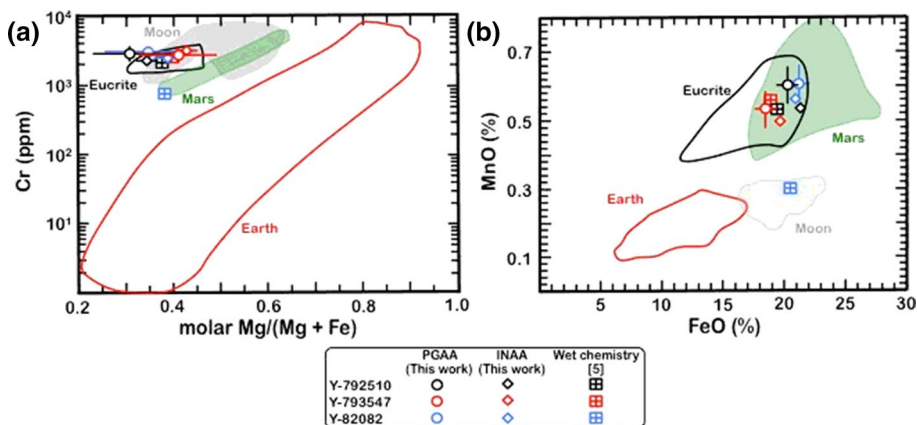 (a)
10⁴
10³
10²
10¹
Cr (ppm)
Moon
Eucrite
Mars
Earth
0.2 0.4 0.6 0.8 1.0
molar Mg/(Mg + Fe)
(b)
0.7
0.5
0.3
0.1
MnO (%)
Eucrite
Mars
Earth
Moon
5 10 15 20 25 30
FeO (%)
PGAA INAA Wet chemistry
(This work) (This work) [5]
Y-792510
Y-793547
Y-82082